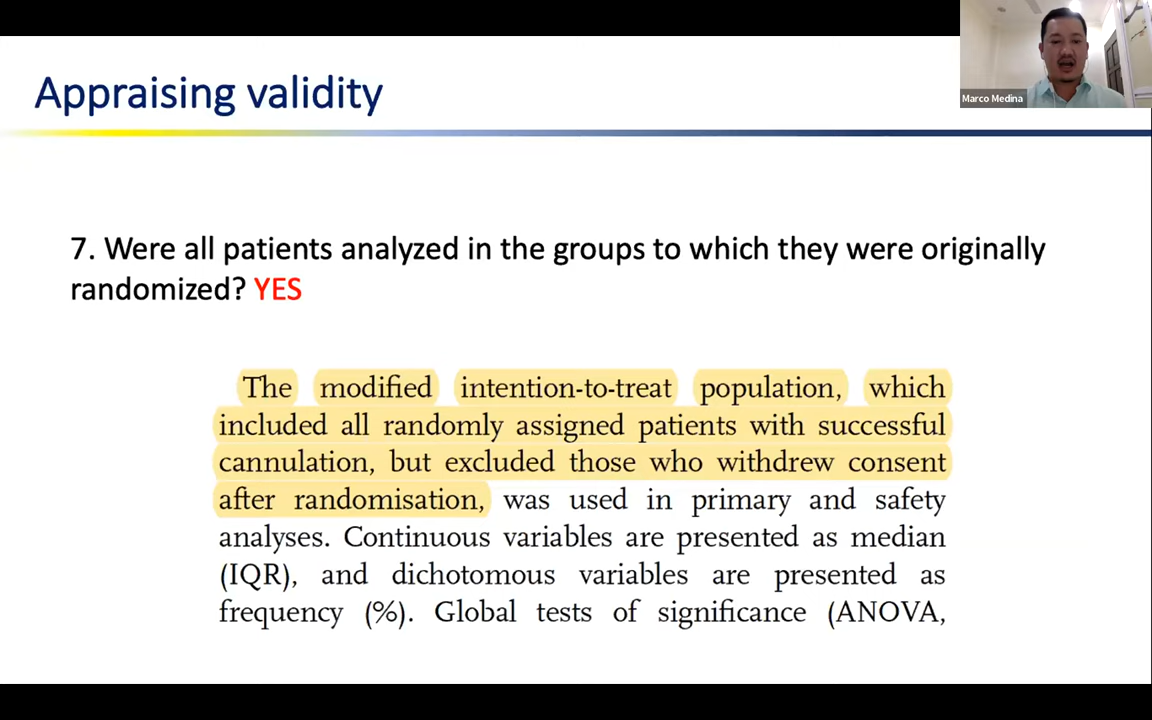 Appraising validity
Marco Medina
7. Were all patients analyzed in the groups to which they were originally
randomized? YES
The modified intention-to-treat population, which
included all randomly assigned patients with successful
cannulation, but excluded those who withdrew consent
after randomisation, was used in primary and safety
analyses. Continuous variables are presented as median
(IQR), and dichotomous variables are presented as
frequency (%). Global tests of significance (ANOVA,